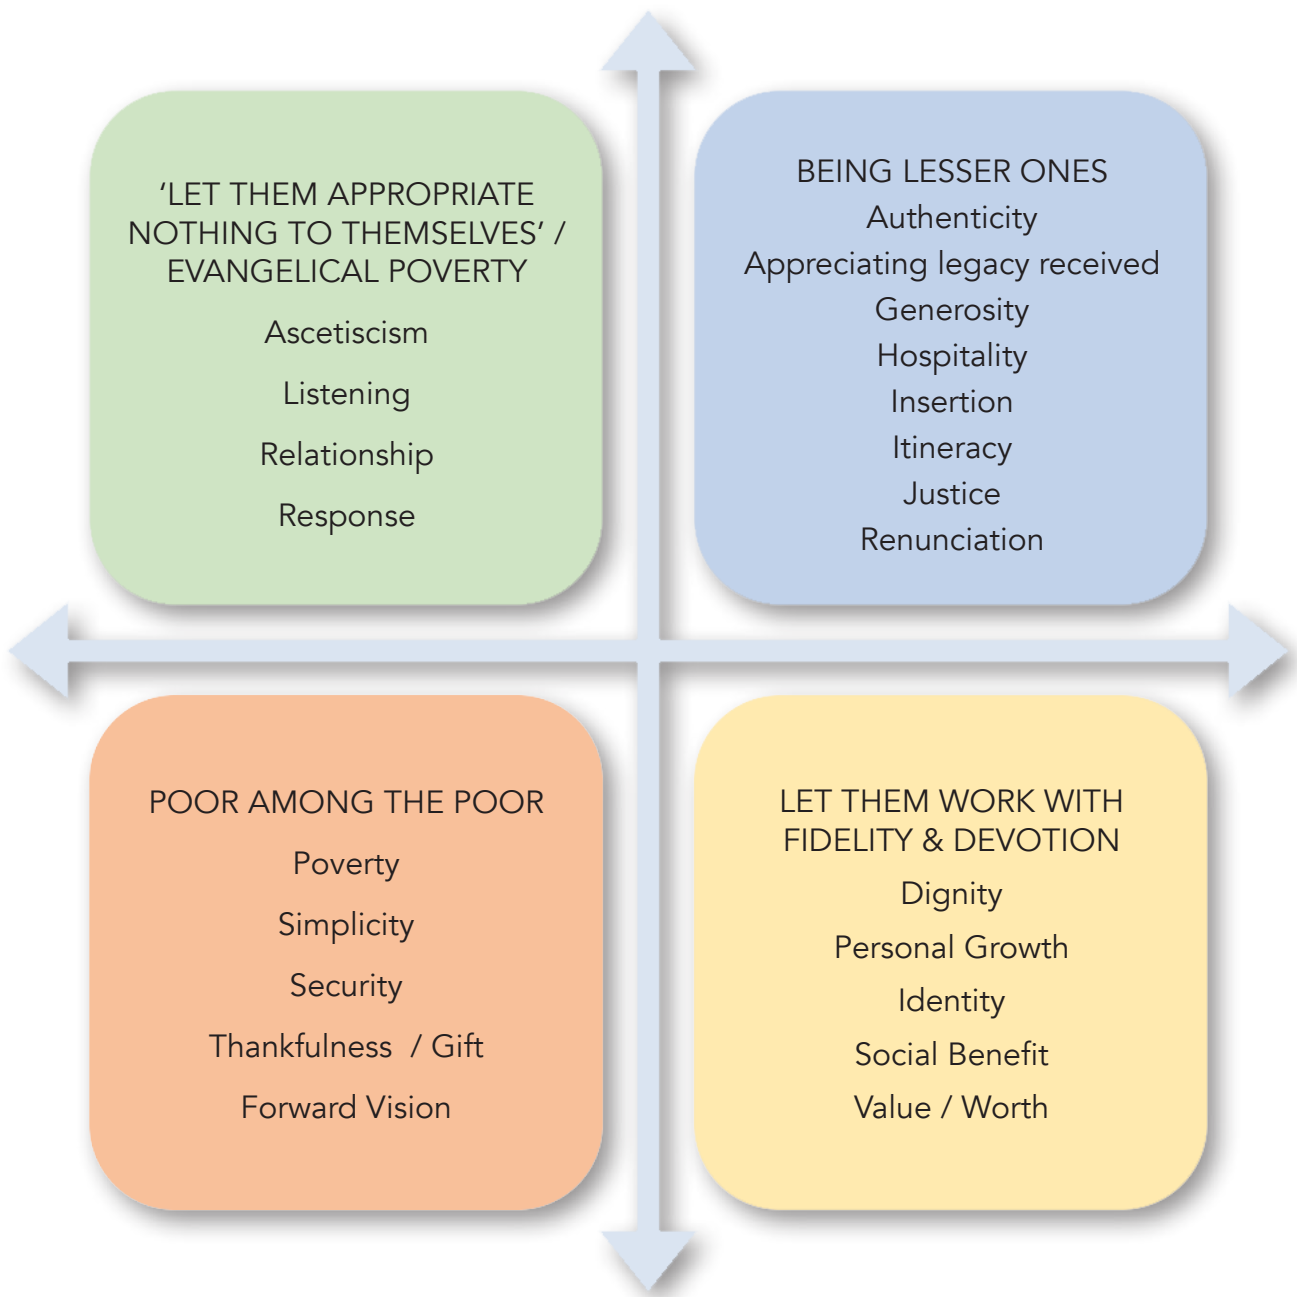 ‘LET THEM APPROPRIATE
NOTHING TO THEMSELVES’ /
EVANGELICAL POVERTY
Ascetiscism
Listening
Relationship
Response
BEING LESSER ONES
Authenticity
Appreciating legacy received
Generosity
Hospitality
Insertion
Itineracy
Justice
Renunciation
POOR AMONG THE POOR
Poverty
Simplicity
Security
Thankfulness / Gift
Forward Vision
LET THEM WORK WITH
FIDELITY & DEVOTION
Dignity
Personal Growth
Identity
Social Benefit
Value / Worth